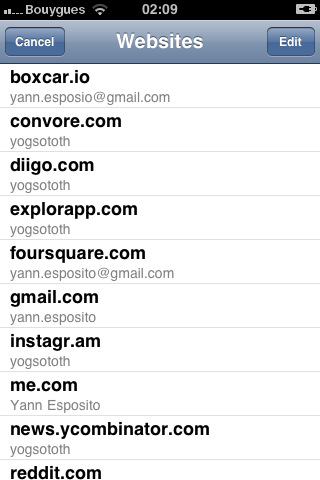 Bouygues 02:09
Cancel Websites Edit
boxcar.io
yann.esposio@gmail.com
convore.com
yogsototh
diigo.com
yogsototh
explorapp.com
yogsototh
foursquare.com
yann.esposito@gmail.com
gmail.com
yann.esposito
instagr.am
yogsototh
me.com
Yann Esposito
news.ycombinator.com
yogsototh
reddit.com